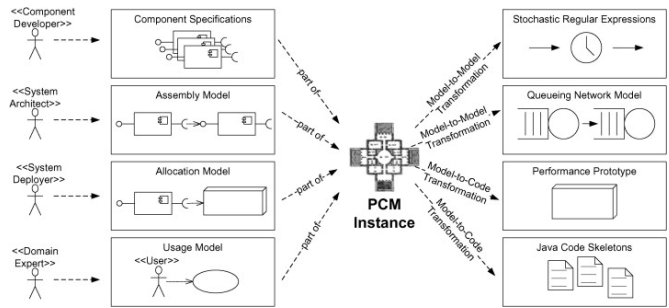 <<Component
Developer>>
Component Specifications
part of
<<System
Architect>>
Assembly Model
part of
<<System
Deployer>>
Allocation Model
part of
<<Domain
Expert>>
Usage Model
<<User>>
part of
PCM
Instance
Model-to-Model
Transformation
Stochastic Regular Expressions
Model-to-Model
Transformation
Queueing Network Model
Model-to-Code
Transformation
Performance Prototype
Model-to-Code
Transformation
Java Code Skeletons